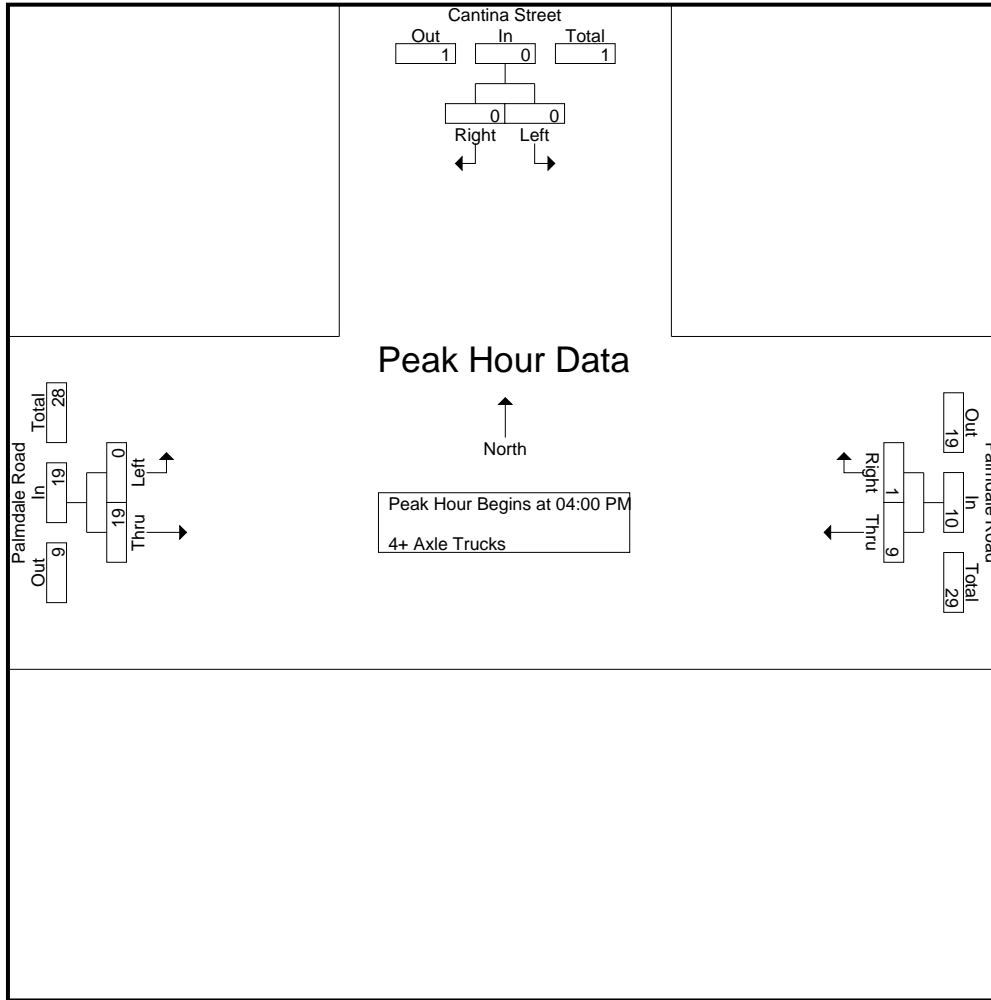 Cantina Street
Out In Total
1 0 1
0 0
Right Left
Peak Hour Data
North
Peak Hour Begins at 04:00 PM
4+ Axle Trucks
Palmdale Road
Total In Out
28 19 9
0 19
Left Thru
Palmdale Road
Out In Total
19 10 29
1 9
Right Thru